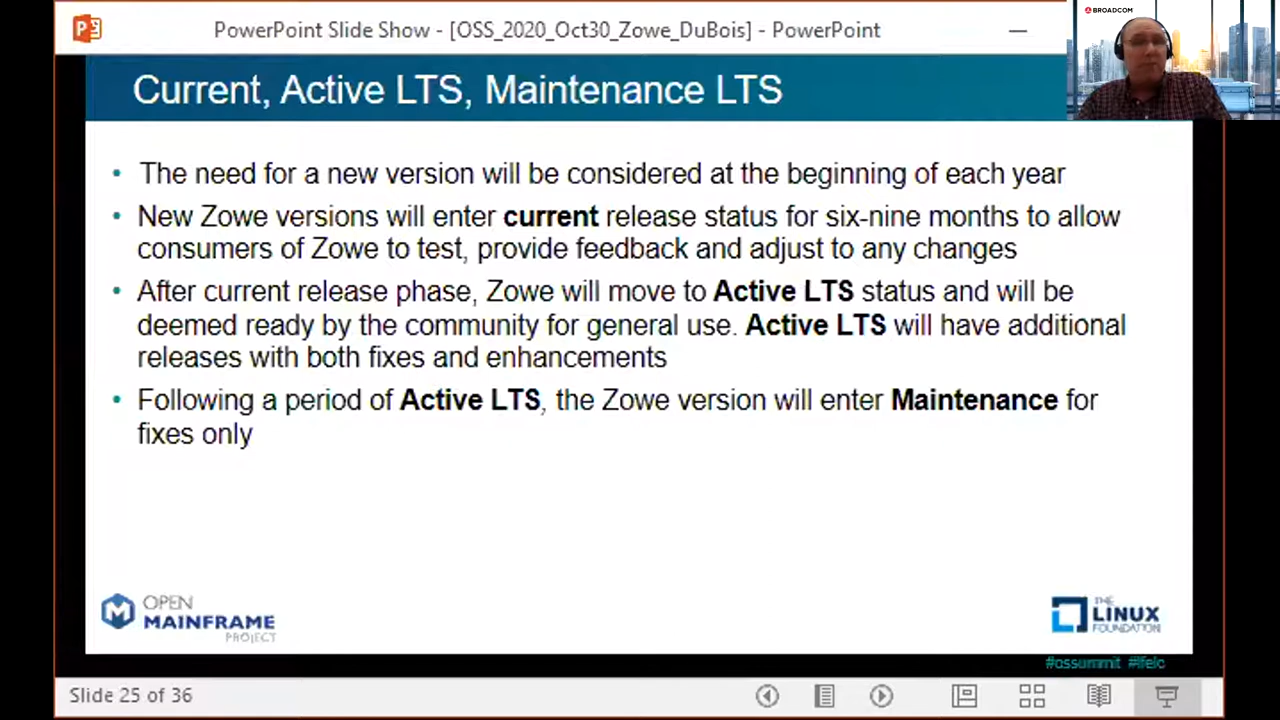 PowerPoint Slide Show - [OSS_2020_Oct30_Zowe_DuBois] - PowerPoint
BROADCOM
Current, Active LTS, Maintenance LTS
• The need for a new version will be considered at the beginning of each year
• New Zowe versions will enter current release status for six-nine months to allow
consumers of Zowe to test, provide feedback and adjust to any changes
• After current release phase, Zowe will move to Active LTS status and will be
deemed ready by the community for general use. Active LTS will have additional
releases with both fixes and enhancements
• Following a period of Active LTS, the Zowe version will enter Maintenance for
fixes only
OPEN
MAINFRAME
PROJECT
THE
LINUX
FOUNDATION
#ossummit #lfelc
Slide 25 of 36